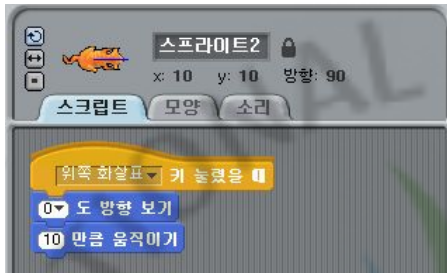 스프라이트2
x: 10 y: 10 방향: 90
스크립트 모양 소리
위쪽 화살표 키 눌렸을 때
0 도 방향 보기
10 만큼 움직이기